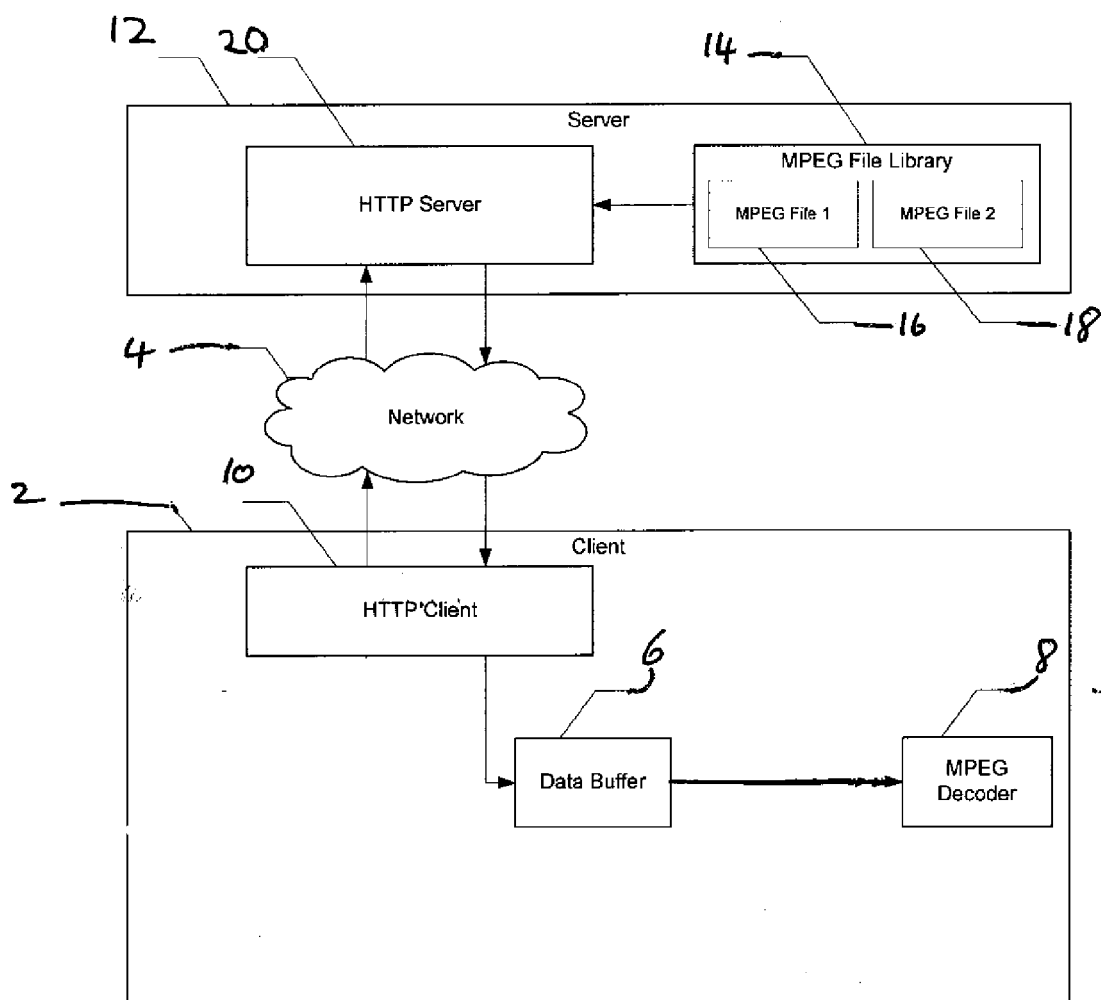 12
20
14
Server
MPEG File Library
HTTP Server
MPEG Fife 1
MPEG File 2
16
18
4
Network
10
2
Client
HTTP'Client
6
8
Data Buffer
MPEG
Decoder